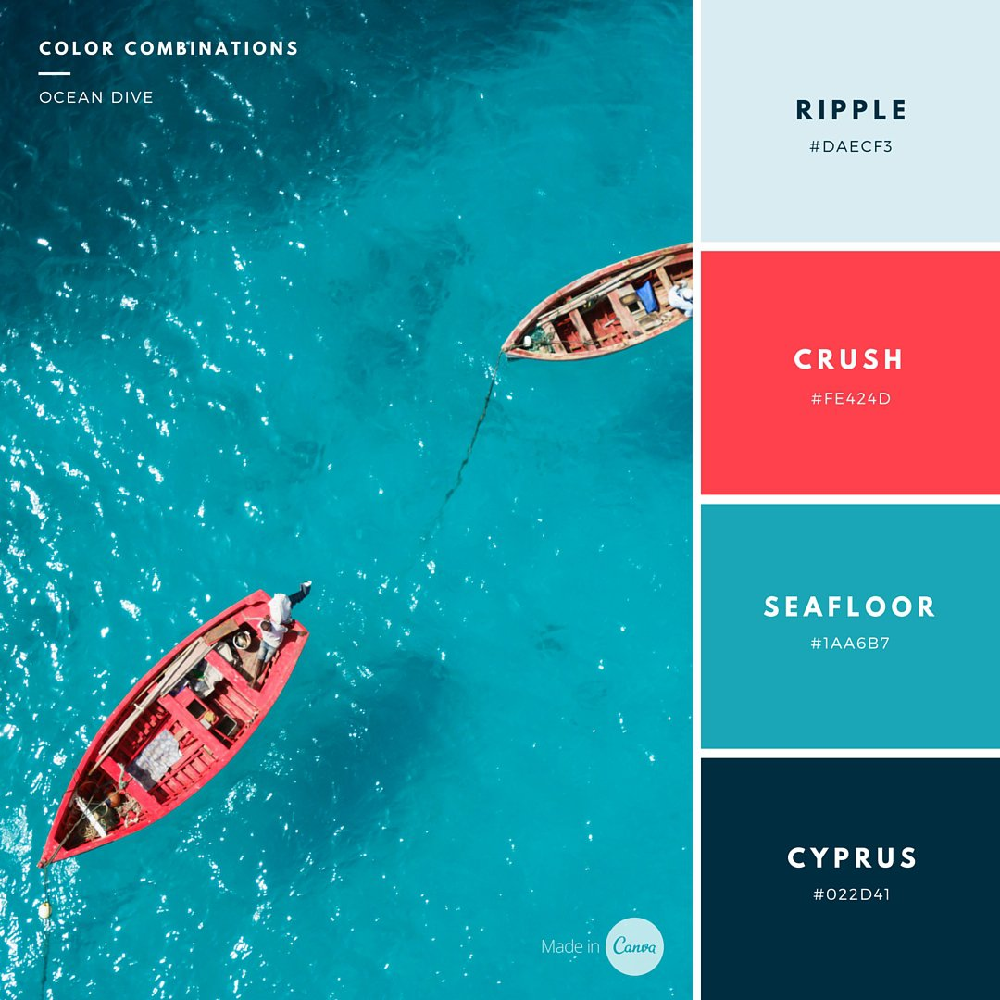 COLOR COMBINATIONS
OCEAN DIVE
RIPPLE
#DAECF3
CRUSH
#FE424D
SEAFLOOR
#1AA6B7
CYPRUS
#022D41
Made in Canva